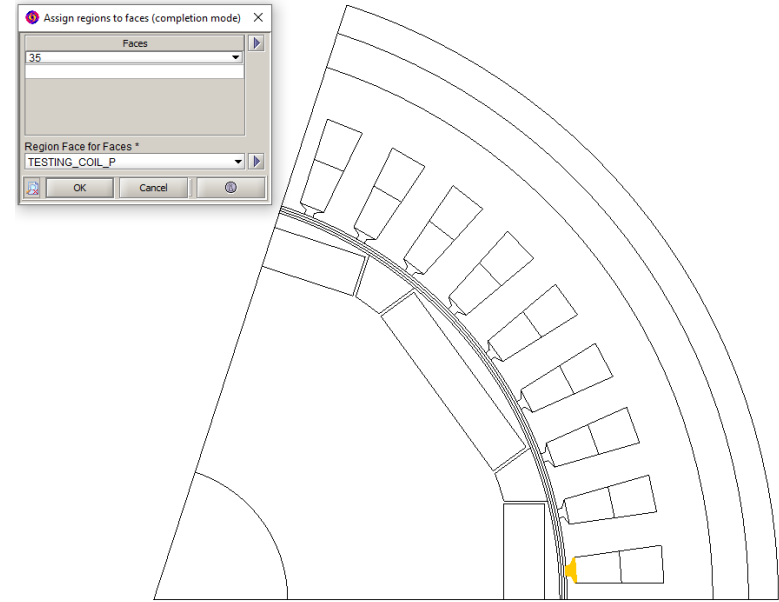 Assign regions to faces (completion mode)
Faces
35
Region Face for Faces *
TESTING_COIL_P
OK
Cancel